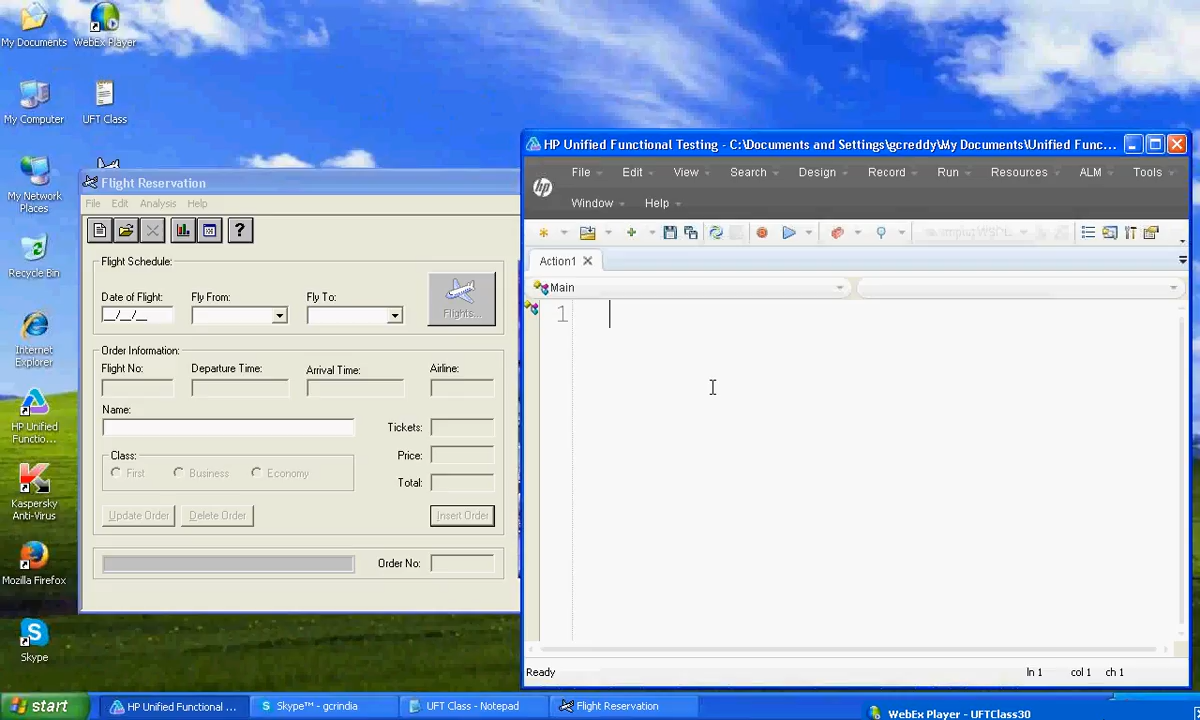 My Documents
WebEx Player
My Computer
UFT Class
My Network Places
Recycle Bin
Internet Explorer
HP Unified Functio...
Kaspersky Anti-Virus
Mozilla Firefox
Skype
Flight Reservation
File Edit Analysis Help
?
Flight Schedule:
Date of Flight: Fly From: Fly To:
__/__/__
Flights...
Order Information:
Flight No: Departure Time: Arrival Time: Airline:
Name:
Tickets:
Class:
Price:
First Business Economy
Total:
Update Order Delete Order Insert Order
Order No:
HP Unified Functional Testing - C:\Documents and Settings\gcreddy\My Documents\Unified Func...
hp
File Edit View Search Design Record Run Resources ALM Tools
Window Help
Action1
Main
1
Ready ln 1 col 1 ch 1
start
HP Unified Functional ...
Skype™ - gcrindia
UFT Class - Notepad
Flight Reservation
WebEx Player - UFTClass30